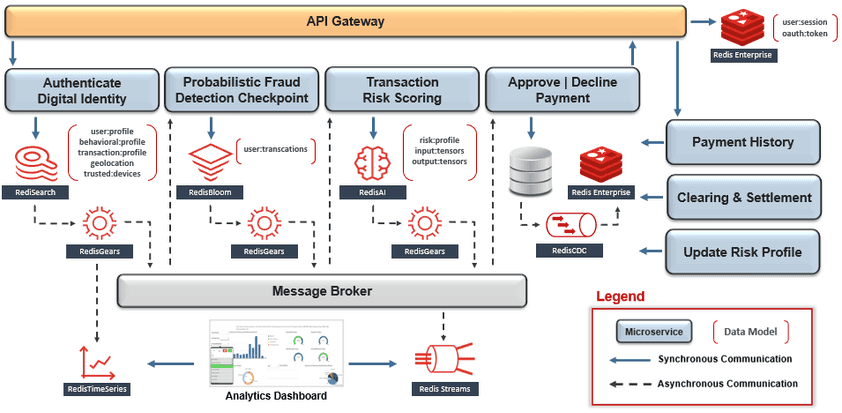 API Gateway
user:session
oauth:token
Redis Enterprise
Authenticate
Digital Identity
Probabilistic Fraud
Detection Checkpoint
Transaction
Risk Scoring
Approve | Decline
Payment
user:profile
behavioral:profile
transaction:profile
geolocation
trusted:devices
RediSearch
user:transcations
RedisBloom
risk:profile
input:tensors
output:tensors
RedisAI
Redis Enterprise
Payment History
Clearing & Settlement
Update Risk Profile
RedisGears
RedisGears
RedisGears
RedisCDC
Message Broker
RedisTimeSeries
Analytics Dashboard
Redis Streams
Legend
Microservice
Data Model
Synchronous Communication
Asynchronous Communication